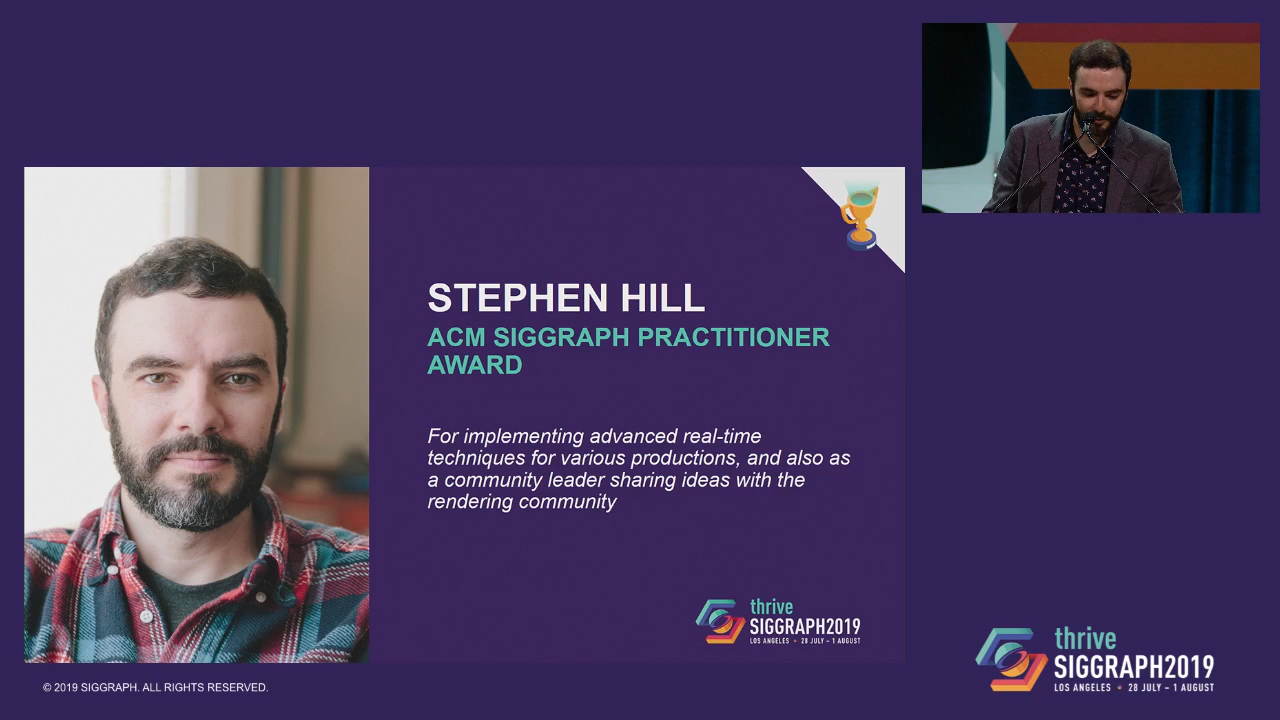 STEPHEN HILL
ACM SIGGRAPH PRACTITIONER
AWARD
For implementing advanced real-time
techniques for various productions, and also as
a community leader sharing ideas with the
rendering community
thrive
SIGGRAPH2019
LOS ANGELES • 28 JULY – 1 AUGUST
thrive
SIGGRAPH2019
LOS ANGELES • 28 JULY – 1 AUGUST
© 2019 SIGGRAPH. ALL RIGHTS RESERVED.